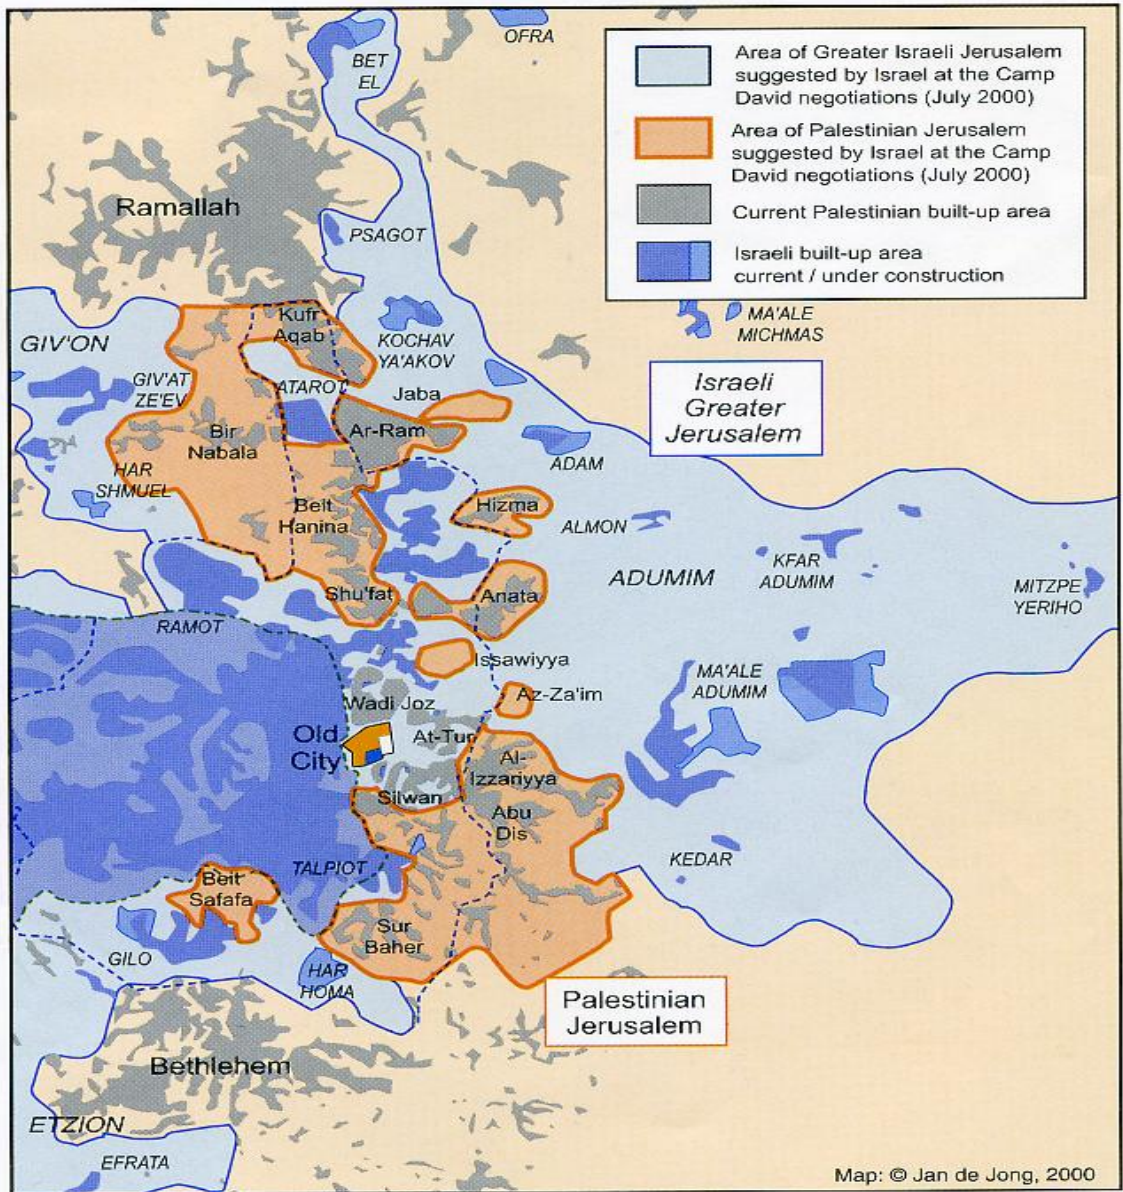 OFRA
BET
EL
Area of Greater Israeli Jerusalem
suggested by Israel at the Camp
David negotiations (July 2000)
Area of Palestinian Jerusalem
suggested by Israel at the Camp
David negotiations (July 2000)
Current Palestinian built-up area
Israeli built-up area
current / under construction
Ramallah
PSAGOT
Kufr
Aqab
KOCHAV
YA'AKOV
MA'ALE
MICHMAS
GIV'ON
GIV'AT
ZE'EV
ATAROT
Jaba
Israeli
Greater
Jerusalem
Bir
Nabala
Ar-Ram
ADAM
HAR
SHMUEL
Beit
Hanina
Hizma
ALMON
KFAR
ADUMIM
ADUMIM
MITZPE
YERIHO
Shu'fat
Anata
RAMOT
Issawiyya
MA'ALE
ADUMIM
Az-Za'im
Wadi Joz
Old
City
At-Tur
Al-
Izzariyya
Silwan
Abu
Dis
KEDAR
TALPIOT
Beit
Safafa
Sur
Baher
GILO
HAR
HOMA
Palestinian
Jerusalem
Bethlehem
ETZION
EFRATA
Map: © Jan de Jong, 2000